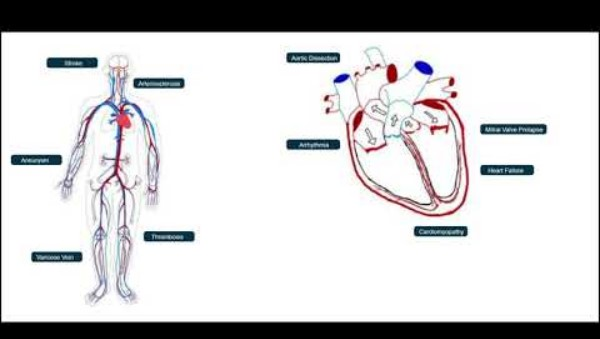 Stroke
Arteriosclerosis
Aneurysm
Thrombosis
Varicose Vein
Aortic Dissection
Arrhythmia
Mitral Valve Prolapse
Heart Failure
Cardiomyopathy